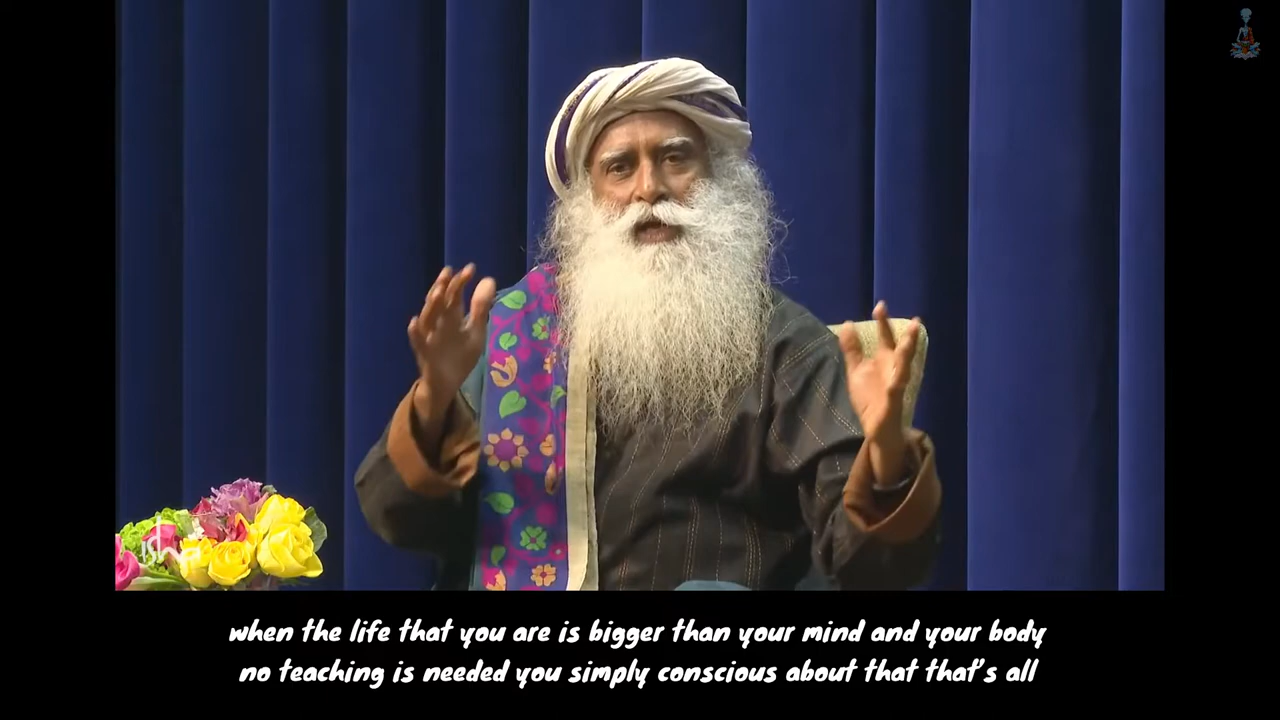 isha
when the life that you are is bigger than your mind and your body
no teaching is needed you simply conscious about that that's all